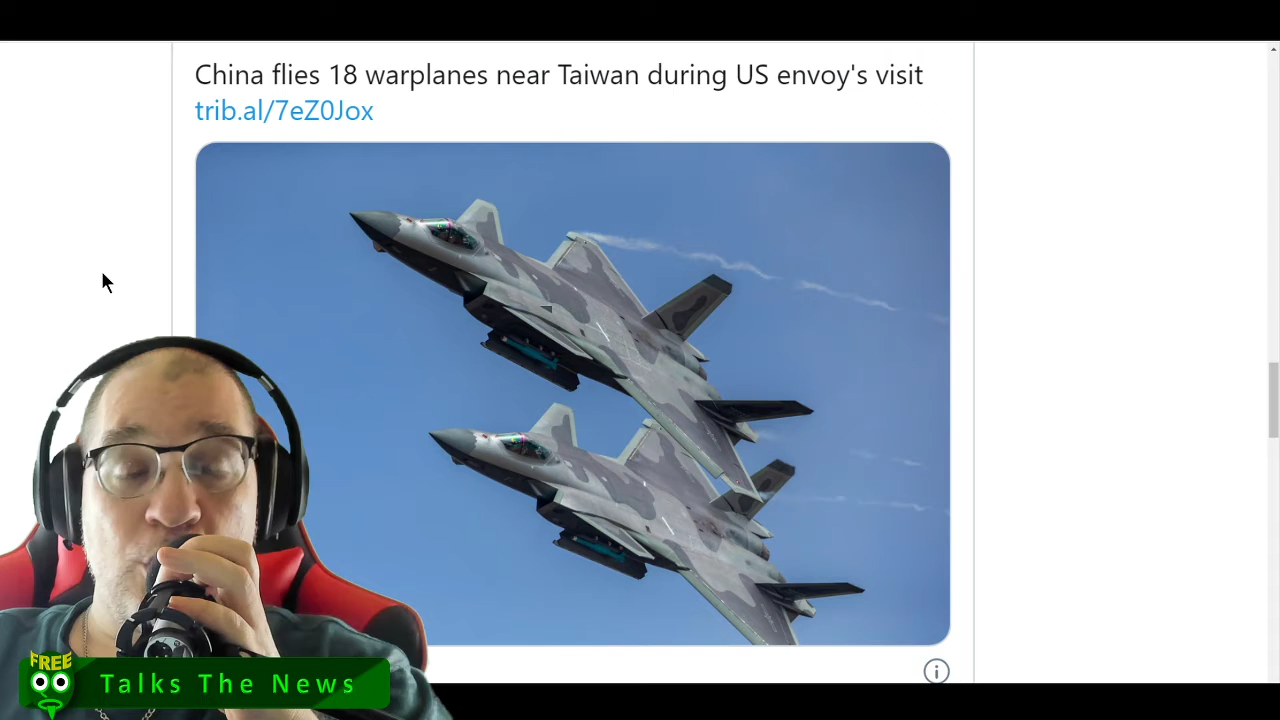 China flies 18 warplanes near Taiwan during US envoy's visit
trib.al/7eZ0Jox
FREE
Talks The News